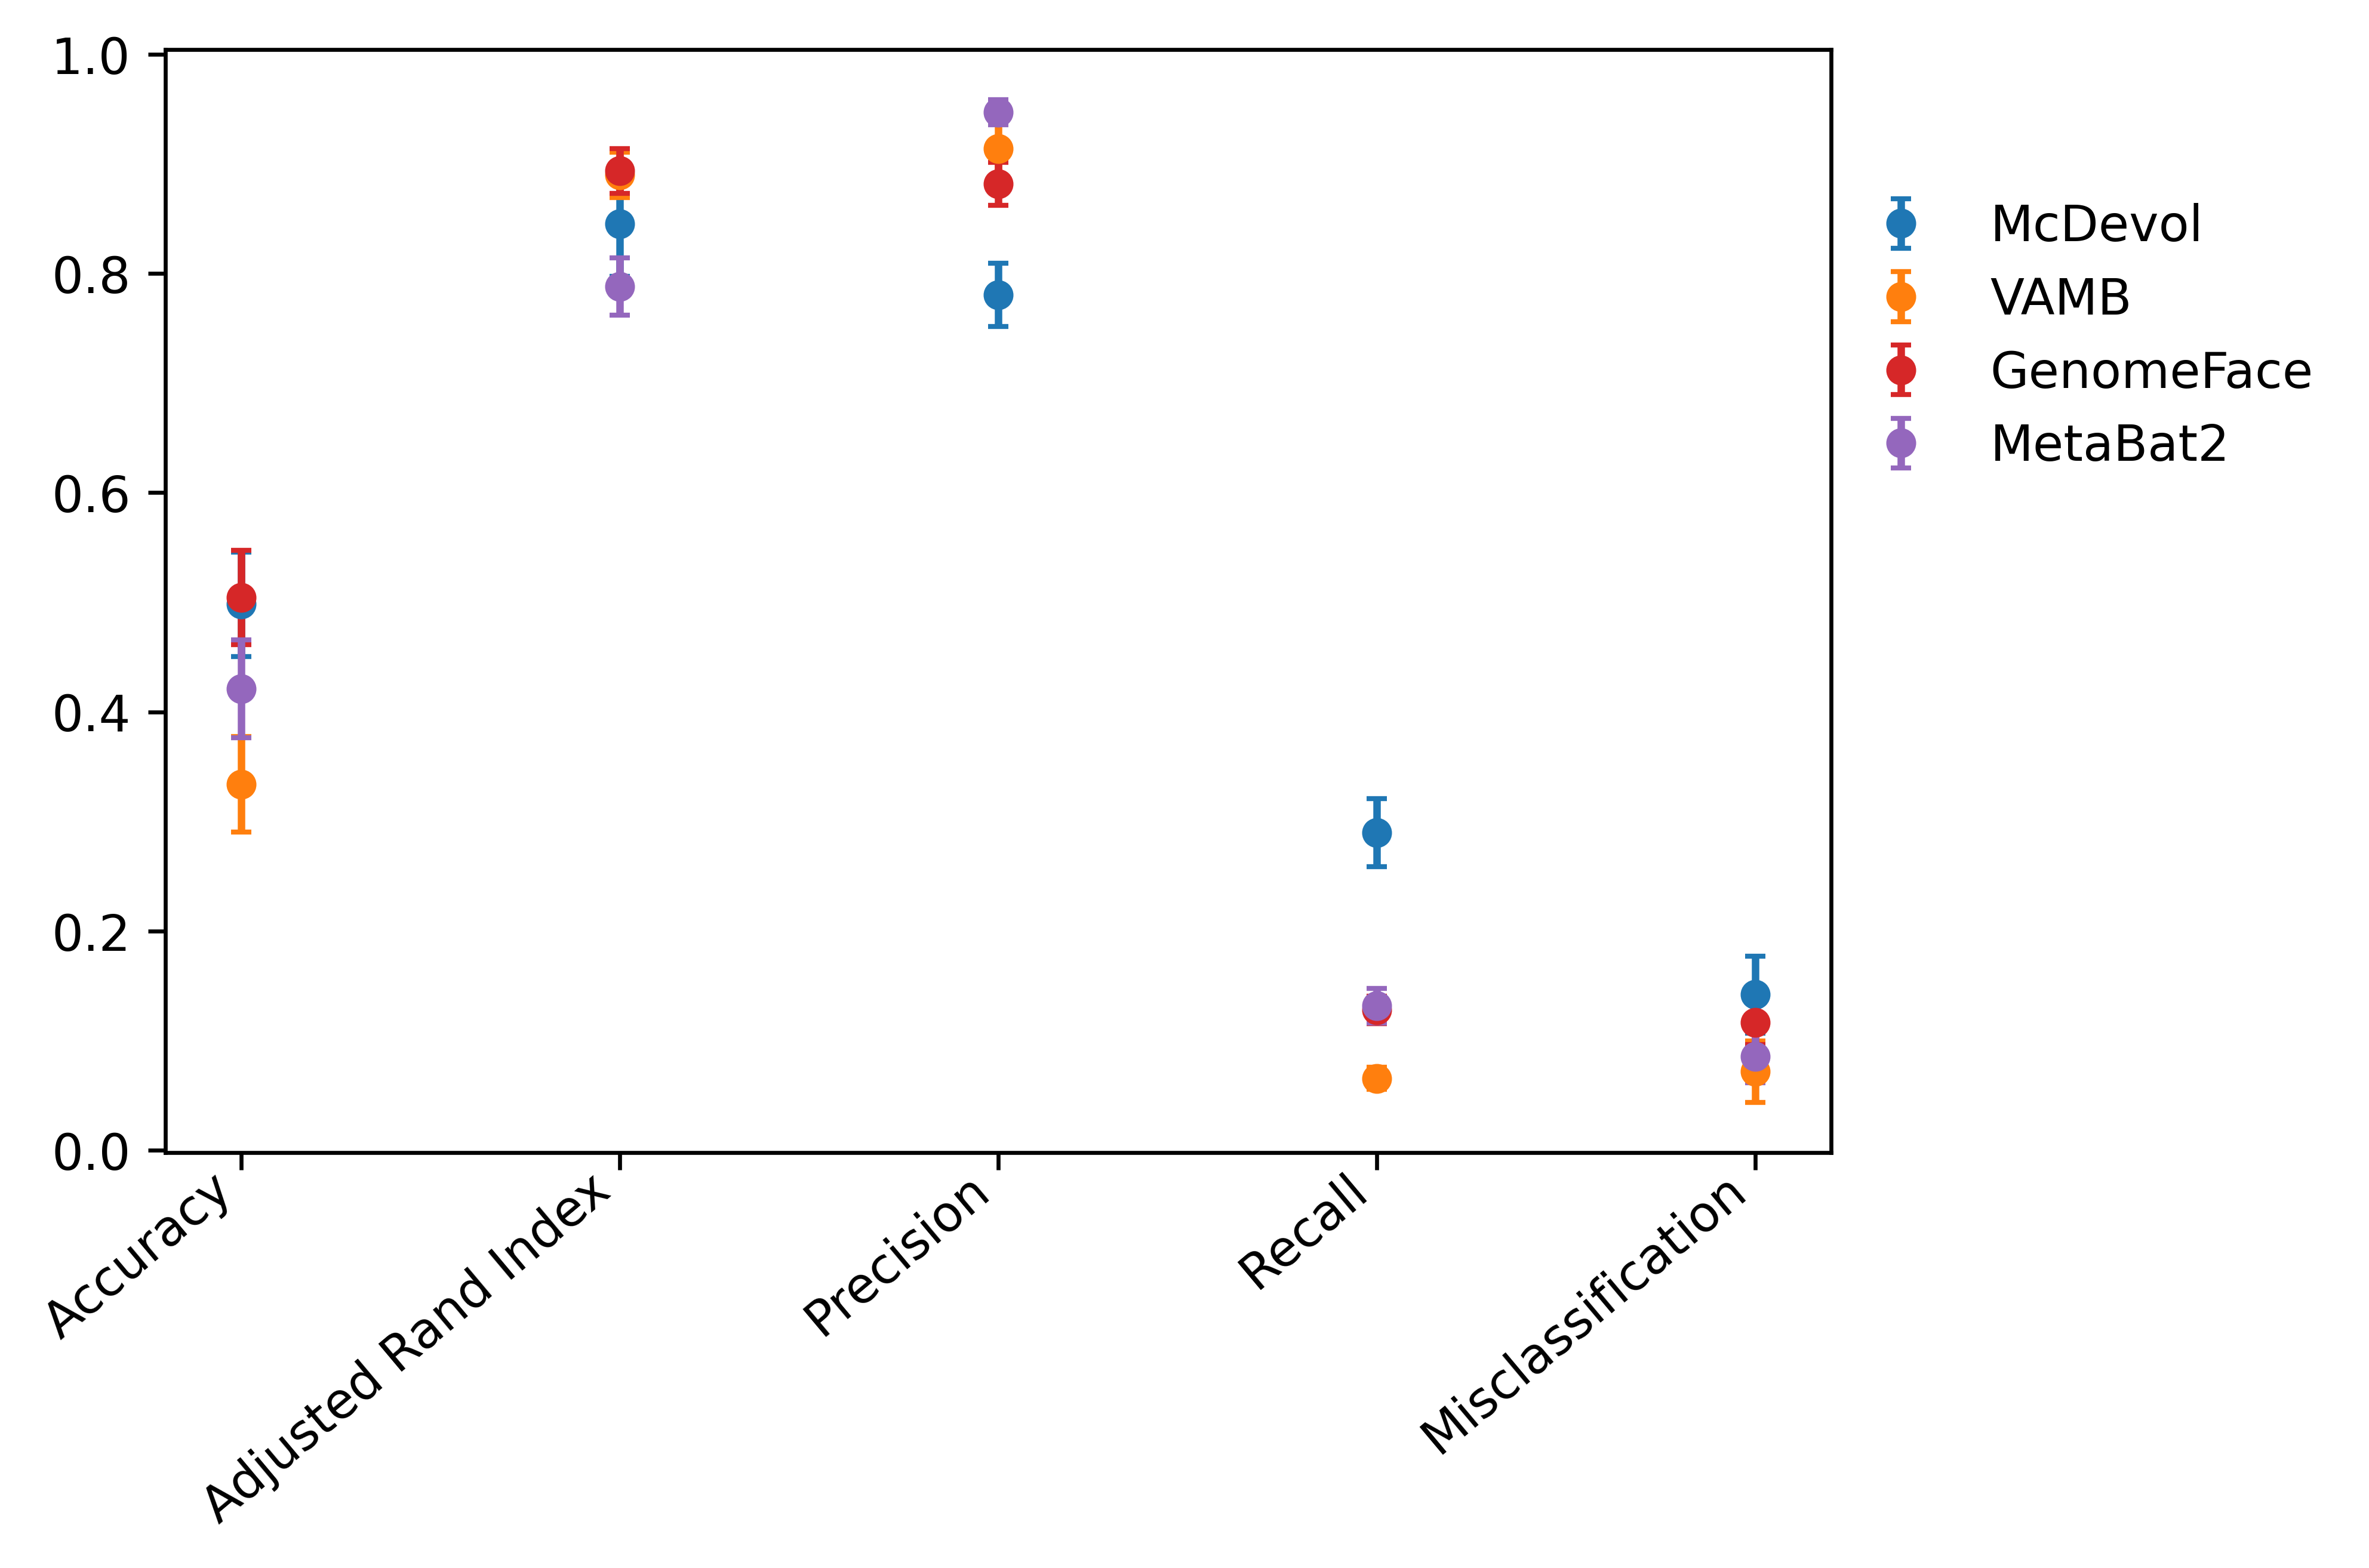 1.0
0.8
0.6
0.4
0.2
0.0
Accuracy
Adjusted Rand Index
Precision
Recall
Misclassification
McDevol
VAMB
GenomeFace
MetaBat2